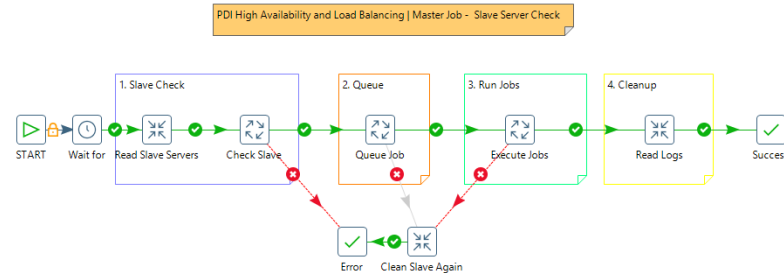 PDI High Availability and Load Balancing | Master Job - Slave Server Check
1. Slave Check
2. Queue
3. Run Jobs
4. Cleanup
START
Wait for
Read Slave Servers
Check Slave
Queue Job
Execute Jobs
Read Logs
Success
Error
Clean Slave Again